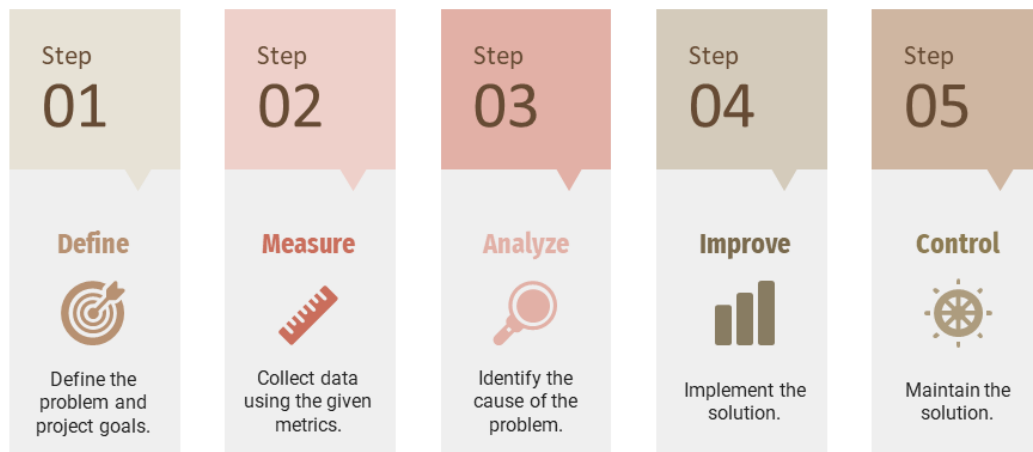 Step
01
Define
Define the
problem and
project goals.
Step
02
Measure
Collect data
using the given
metrics.
Step
03
Analyze
Identify the
cause of the
problem.
Step
04
Improve
Implement the
solution.
Step
05
Control
Maintain the
solution.